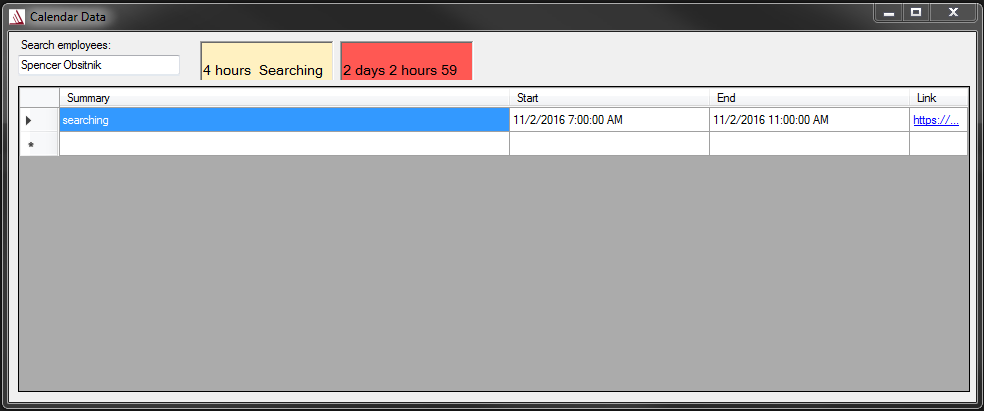 Calendar Data
Search employees:
Spencer Obsitnik
4 hours  Searching
2 days 2 hours 59
Summary Start End Link
searching 11/2/2016 7:00:00 AM 11/2/2016 11:00:00 AM https://...
*